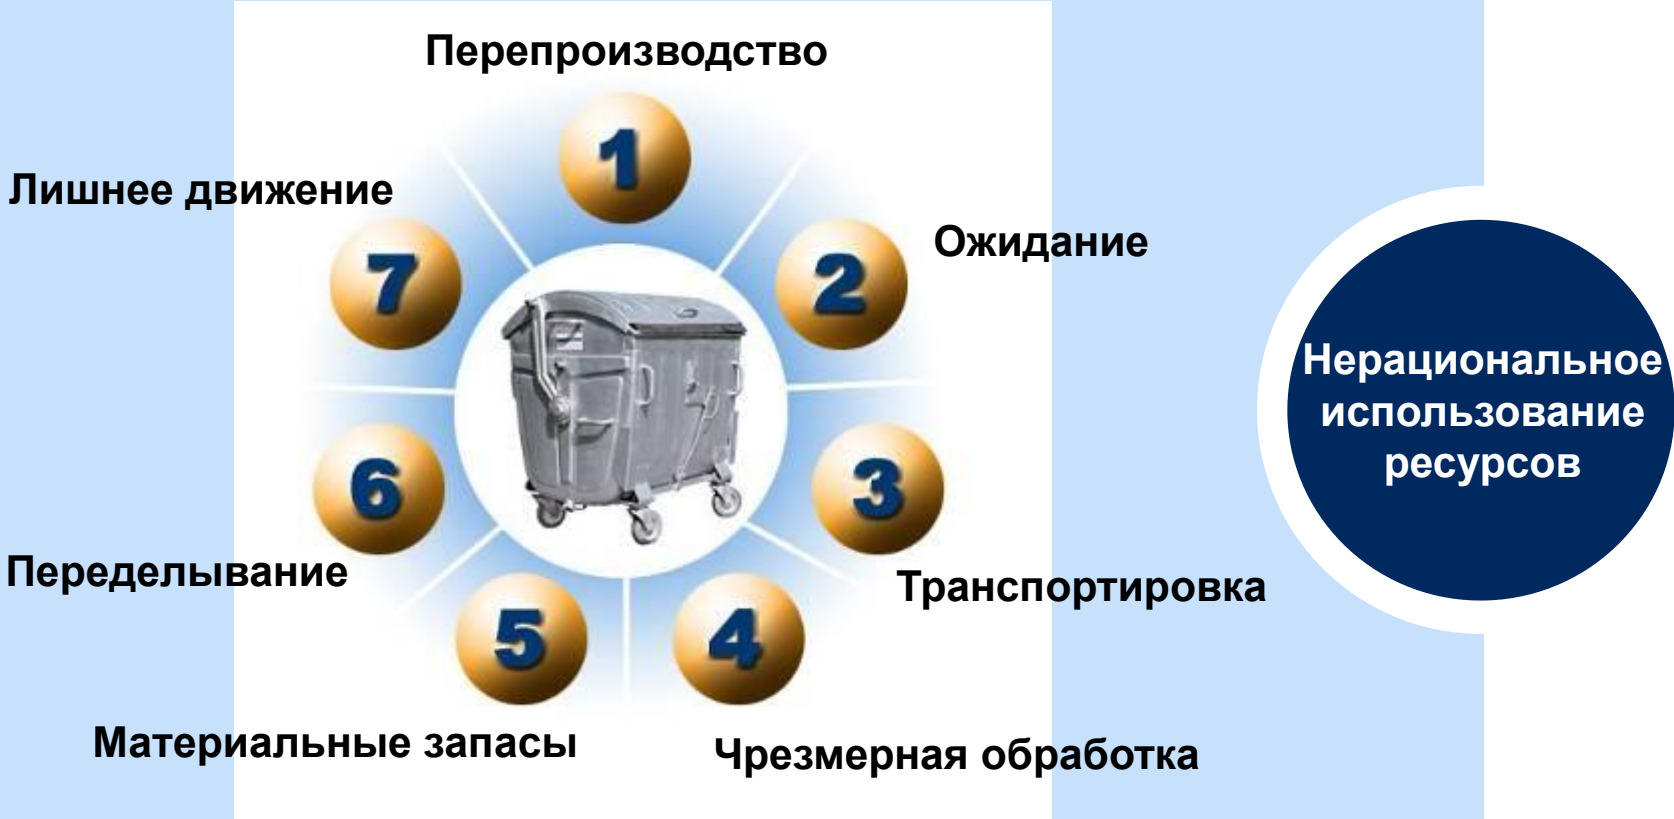 Перепроизводство
1
Лишнее движение
7
2
Ожидание
Нерациональное
использование
ресурсов
6
3
Переделывание
Транспортировка
5
4
Материальные запасы
Чрезмерная обработка